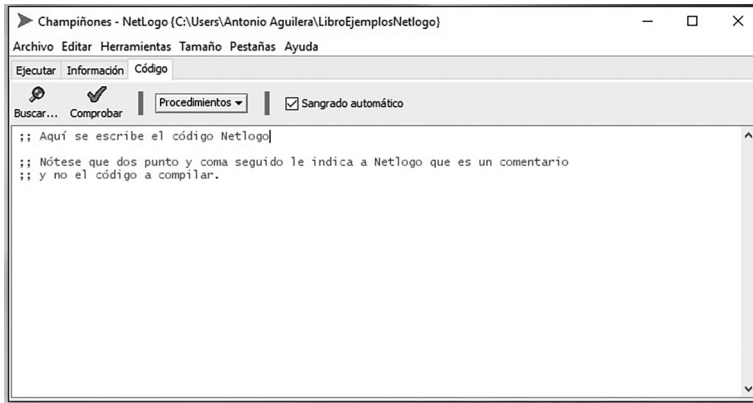 Champiñones - NetLogo {C:\Users\Antonio Aguilera\LibroEjemplosNetlogo}
Archivo Editar Herramientas Tamaño Pestañas Ayuda
Ejecutar Información Código
Buscar... Comprobar Procedimientos Sangrado automático
;; Aquí se escribe el código Netlogo
;; Nótese que dos punto y coma seguido le indica a Netlogo que es un comentario
;; y no el código a compilar.